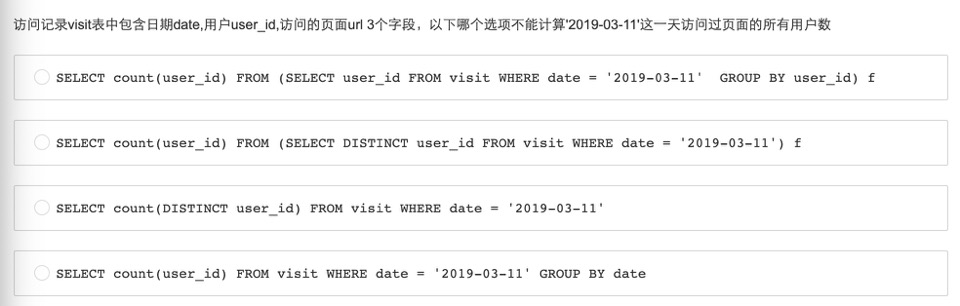 访问记录visit表中包含日期date,用户user_id,访问的页面url 3个字段，以下哪个选项不能计算'2019-03-11'这一天访问过页面的所有用户数
SELECT count(user_id) FROM (SELECT user_id FROM visit WHERE date = '2019-03-11'  GROUP BY user_id) f
SELECT count(user_id) FROM (SELECT DISTINCT user_id FROM visit WHERE date = '2019-03-11') f
SELECT count(DISTINCT user_id) FROM visit WHERE date = '2019-03-11'
SELECT count(user_id) FROM visit WHERE date = '2019-03-11' GROUP BY date